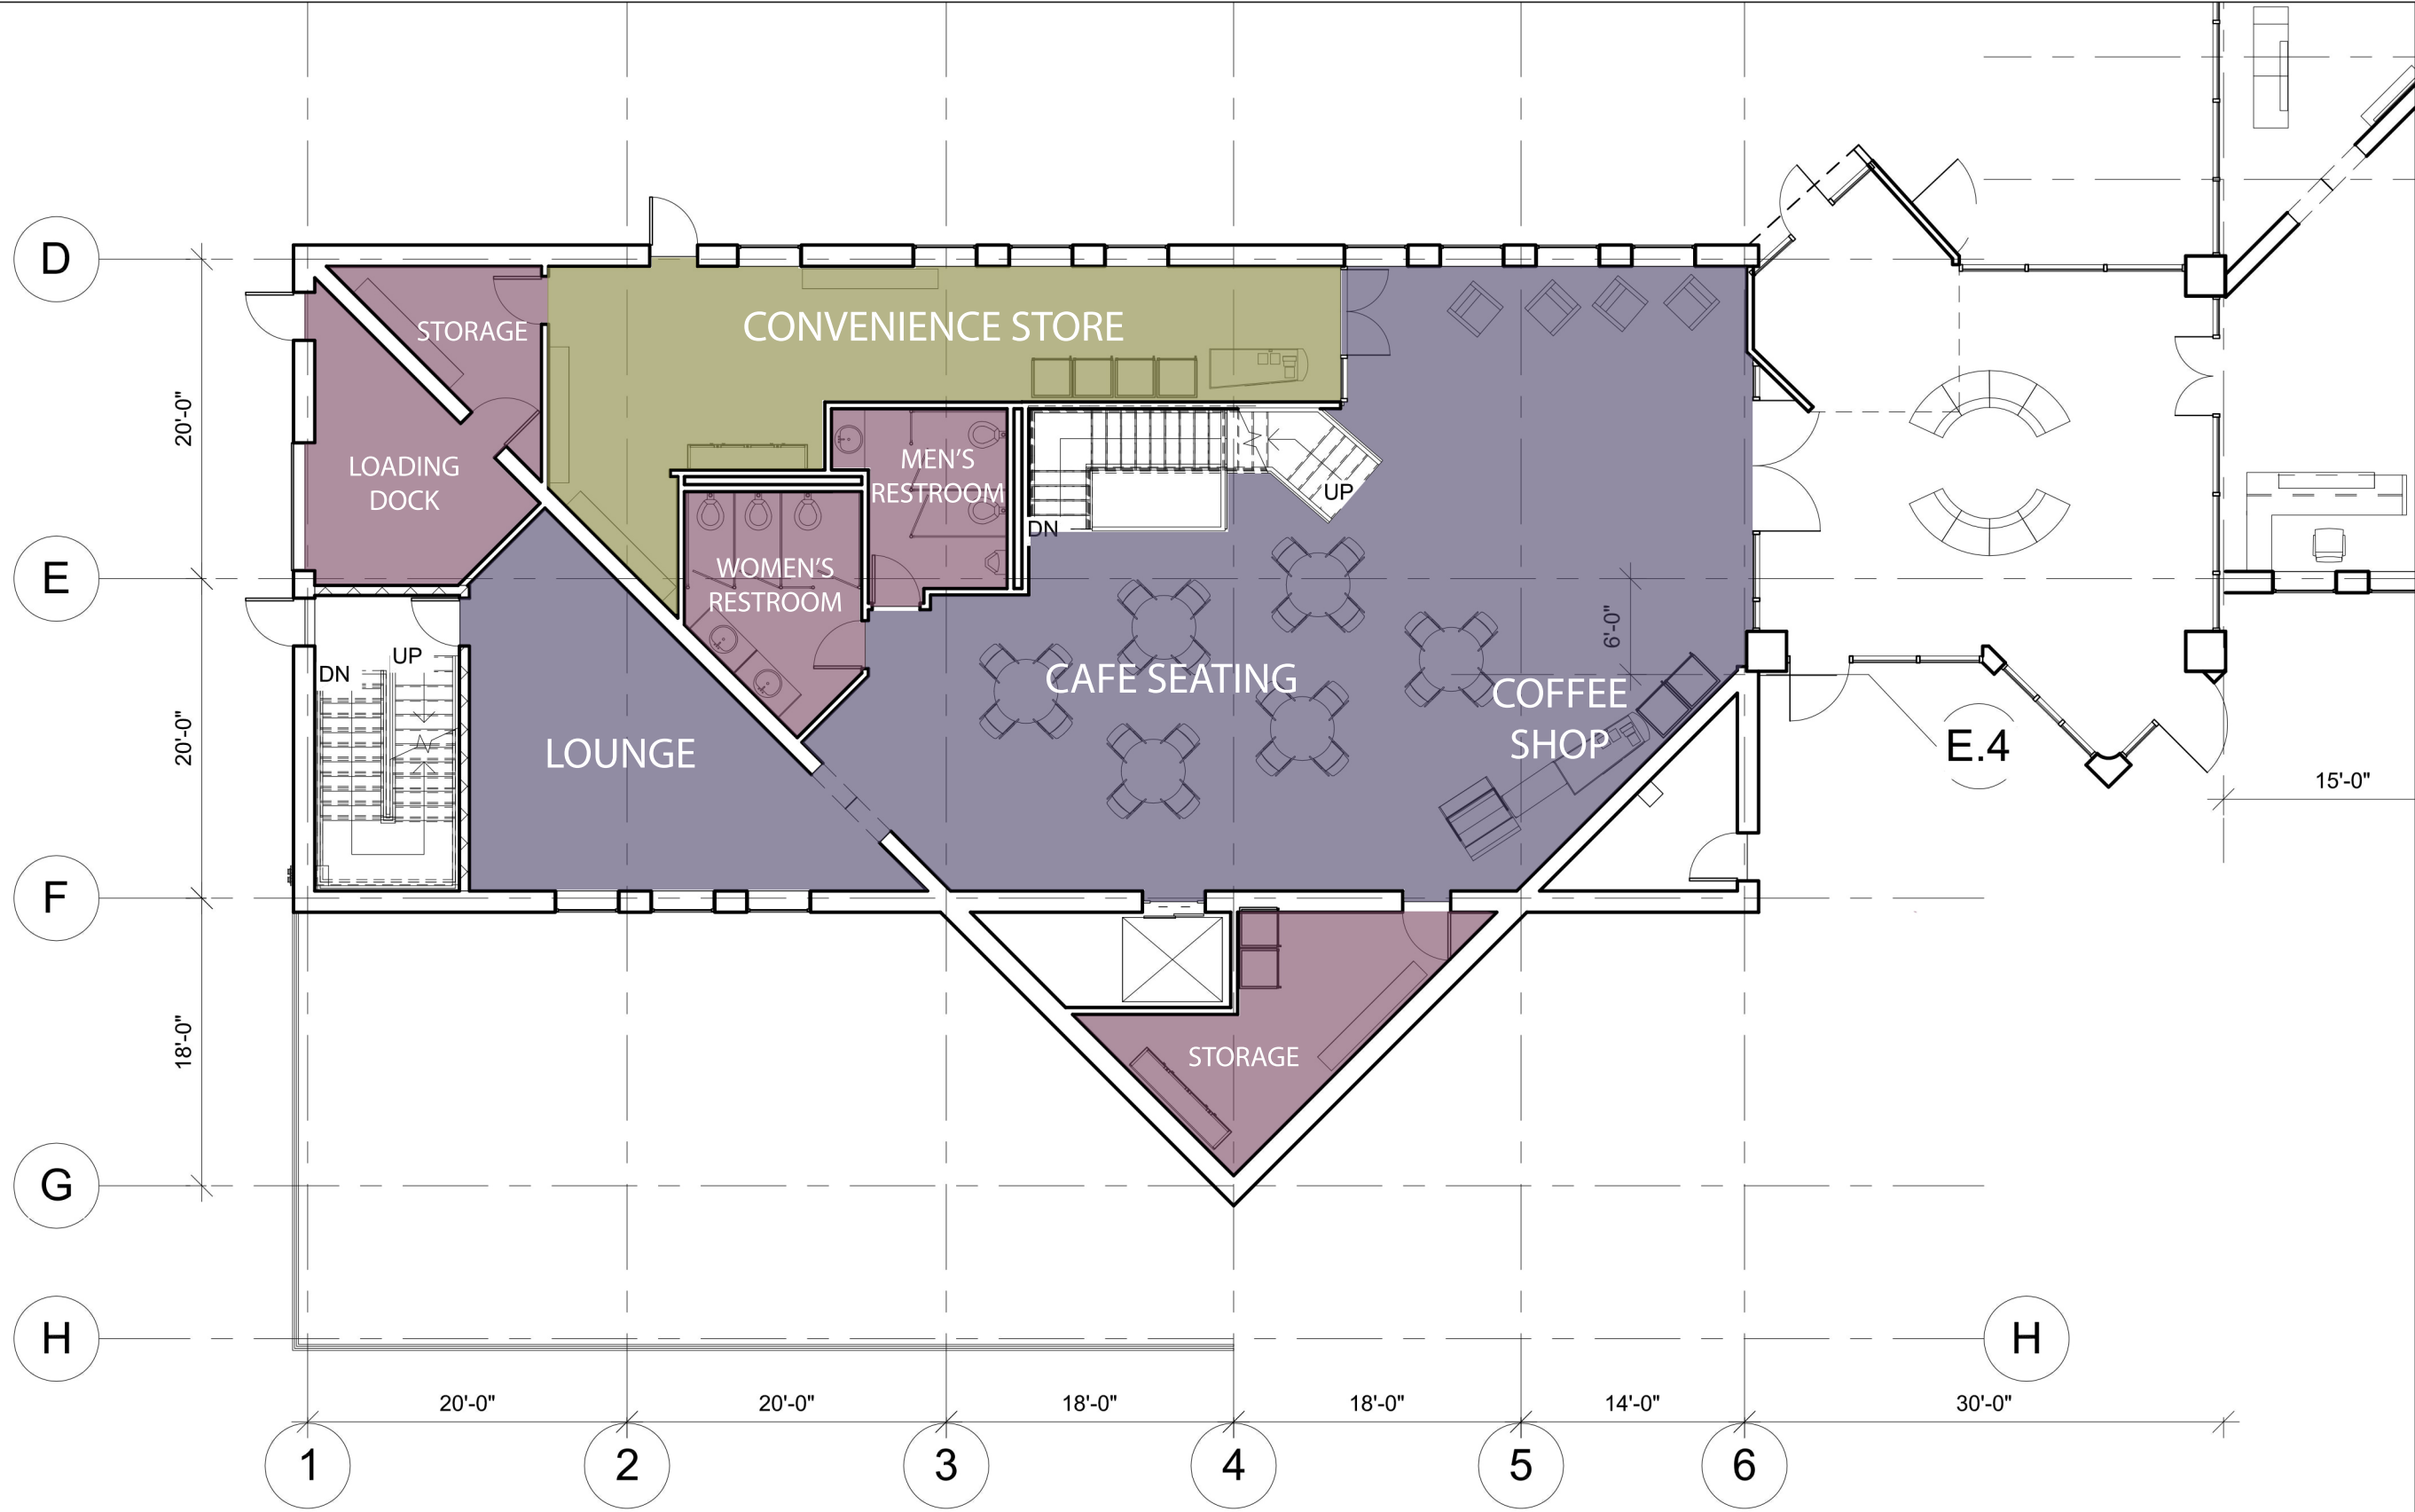 D
STORAGE
CONVENIENCE STORE
20'-0"
LOADING
DOCK
MEN'S
RESTROOM
UP
DN
E
WOMEN'S
RESTROOM
6'-0"
DN
UP
CAFE SEATING
COFFEE
SHOP
20'-0"
LOUNGE
E.4
15'-0"
F
18'-0"
STORAGE
G
H
H
20'-0"
20'-0"
18'-0"
18'-0"
14'-0"
30'-0"
1
2
3
4
5
6